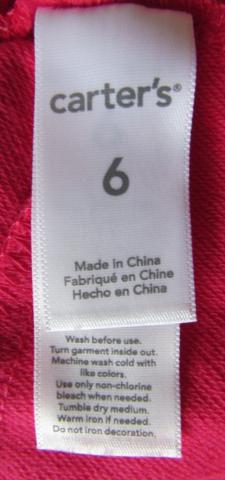 carter's®
6
Made in China
Fabriqué en Chine
Hecho en China
Wash before use.
Turn garment inside out.
Machine wash cold with
like colors.
Use only non-chlorine
bleach when needed.
Tumble dry medium.
Warm iron if needed.
Do not iron decoration.